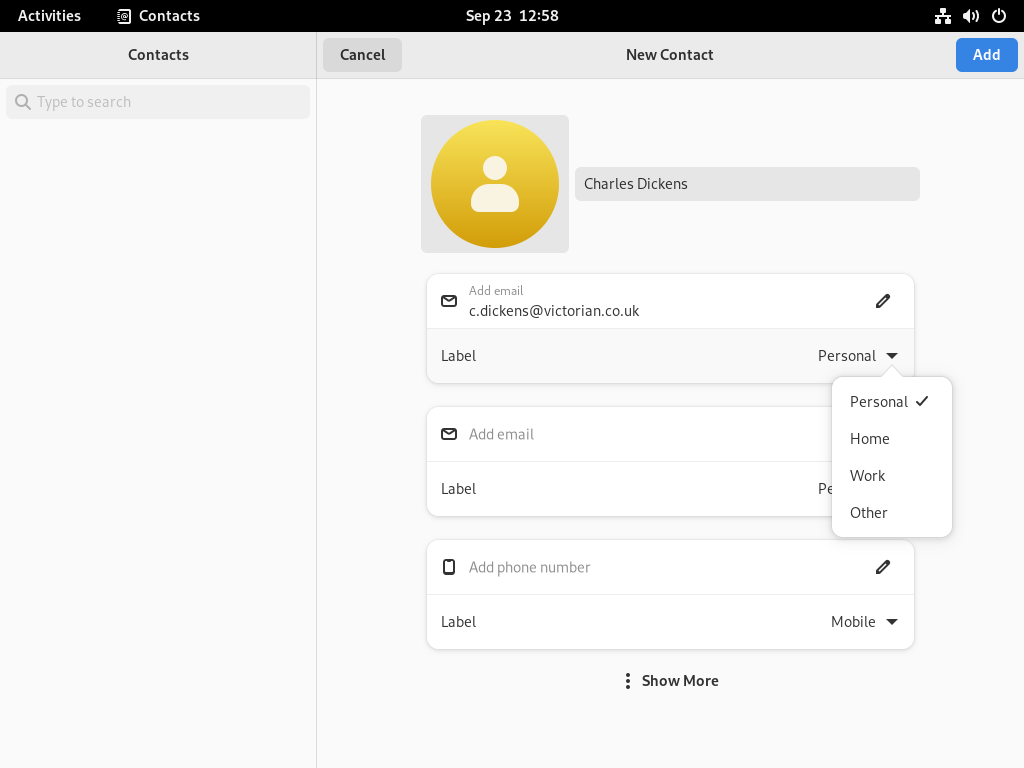 Activities
Contacts
Sep 23 12:58
Contacts
Cancel
New Contact
Add
Type to search
Charles Dickens
Add email
c.dickens@victorian.co.uk
Label
Personal
Personal
Home
Work
Other
Add email
Label
Add phone number
Label
Mobile
Show More